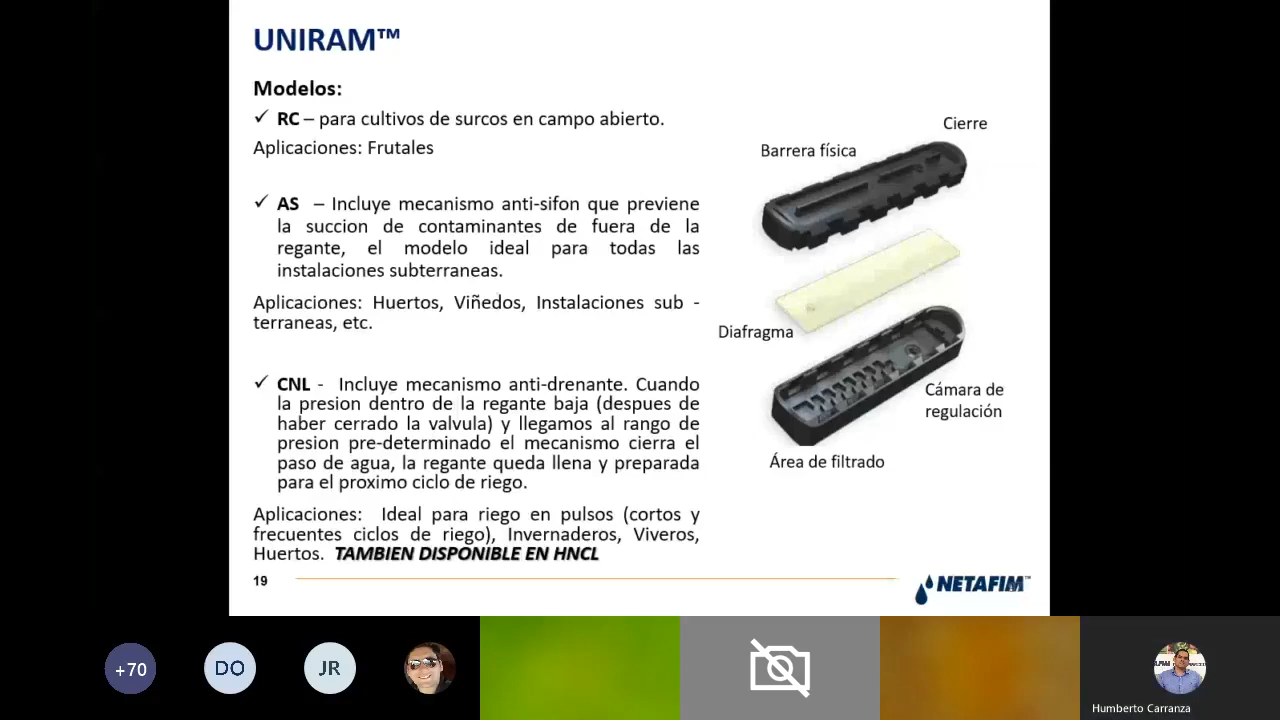 UNIRAM™
Modelos:
✓ RC – para cultivos de surcos en campo abierto.
Aplicaciones: Frutales
✓ AS – Incluye mecanismo anti-sifon que previene
la succion de contaminantes de fuera de la
regante, el modelo ideal para todas las
instalaciones subterraneas.
Aplicaciones: Huertos, Viñedos, Instalaciones sub -
terraneas, etc.
✓ CNL - Incluye mecanismo anti-drenante. Cuando
la presion dentro de la regante baja (despues de
haber cerrado la valvula) y llegamos al rango de
presion pre-determinado el mecanismo cierra el
paso de agua, la regante queda llena y preparada
para el proximo ciclo de riego.
Aplicaciones: Ideal para riego en pulsos (cortos y
frecuentes ciclos de riego), Invernaderos, Viveros,
Huertos. TAMBIEN DISPONIBLE EN HNCL
Cierre
Barrera física
Diafragma
Cámara de
regulación
Área de filtrado
19
NETAFIM™
+70
DO
JR
Humberto Carranza